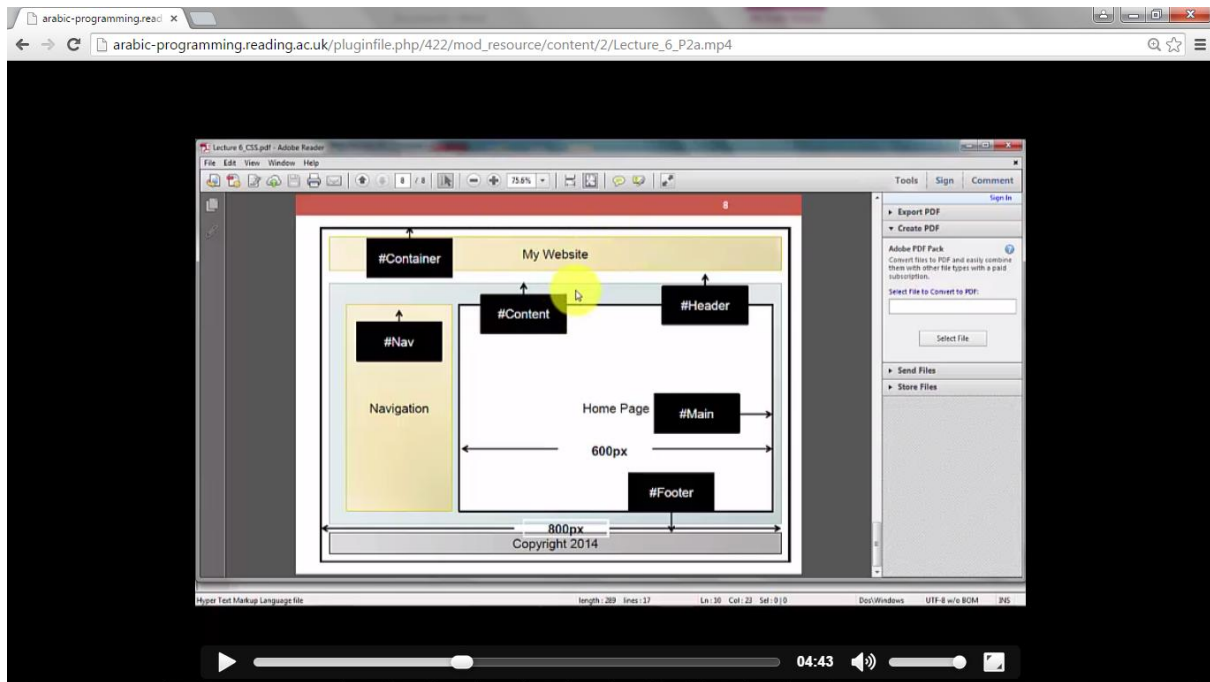 arabic-programming.read
arabic-programming.reading.ac.uk/pluginfile.php/422/mod_resource/content/2/Lecture_6_P2a.mp4
Lecture 6_CSS.pdf - Adobe Reader
File Edit View Window Help
8 / 8 75.6% Tools Sign Comment
Sign In
8
Export PDF
Create PDF
Adobe PDF Pack
Convert files to PDF and easily combine
them with other file types with a paid
subscription.
Select File to Convert to PDF:
Select File
Send Files
Store Files
#Container
My Website
#Content
#Header
#Nav
Navigation
Home Page
#Main
600px
#Footer
800px
Copyright 2014
Hyper Text Markup Language file length : 289 lines : 17 Ln : 10 Col : 23 Sel : 0 | 0 Dos\Windows UTF-8 w/o BOM INS
04:43